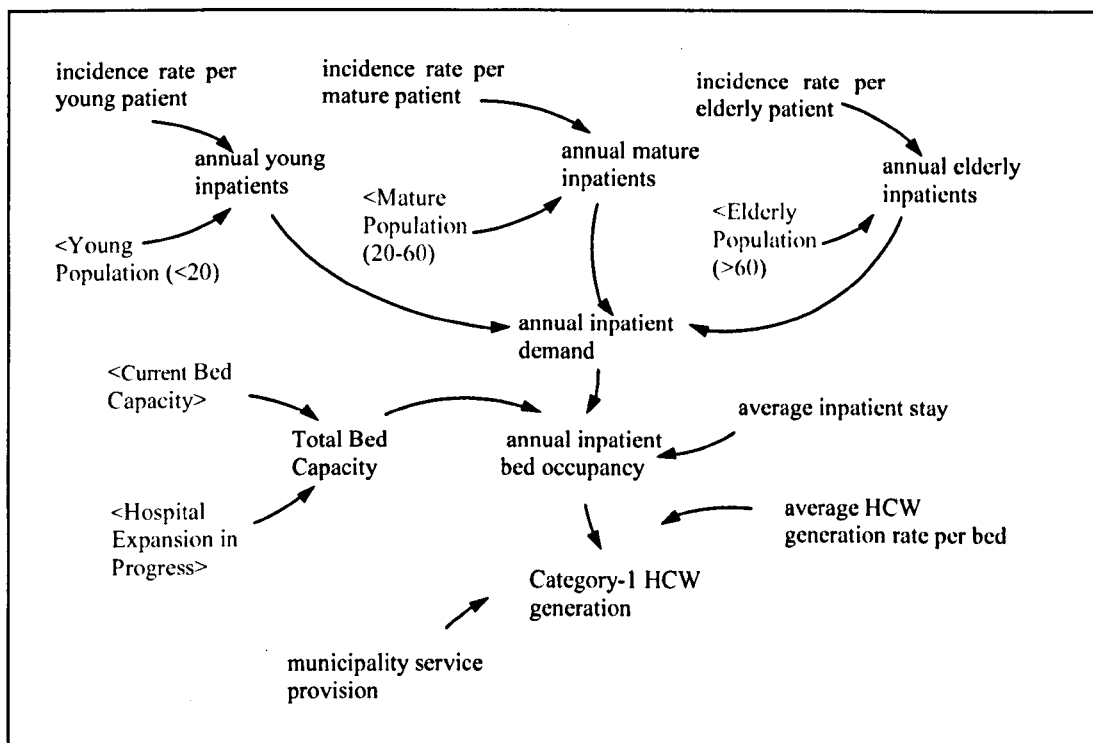 incidence rate per
young patient
incidence rate per
mature patient
incidence rate per
elderly patient
annual young
inpatients
annual mature
inpatients
annual elderly
inpatients
<Young
Population (<20)
<Mature
Population
(20-60)
<Elderly
Population
(>60)
annual inpatient
demand
<Current Bed
Capacity>
Total Bed
Capacity
annual inpatient
bed occupancy
average inpatient stay
<Hospital
Expansion in
Progress>
average HCW
generation rate per bed
Category-1 HCW
generation
municipality service
provision